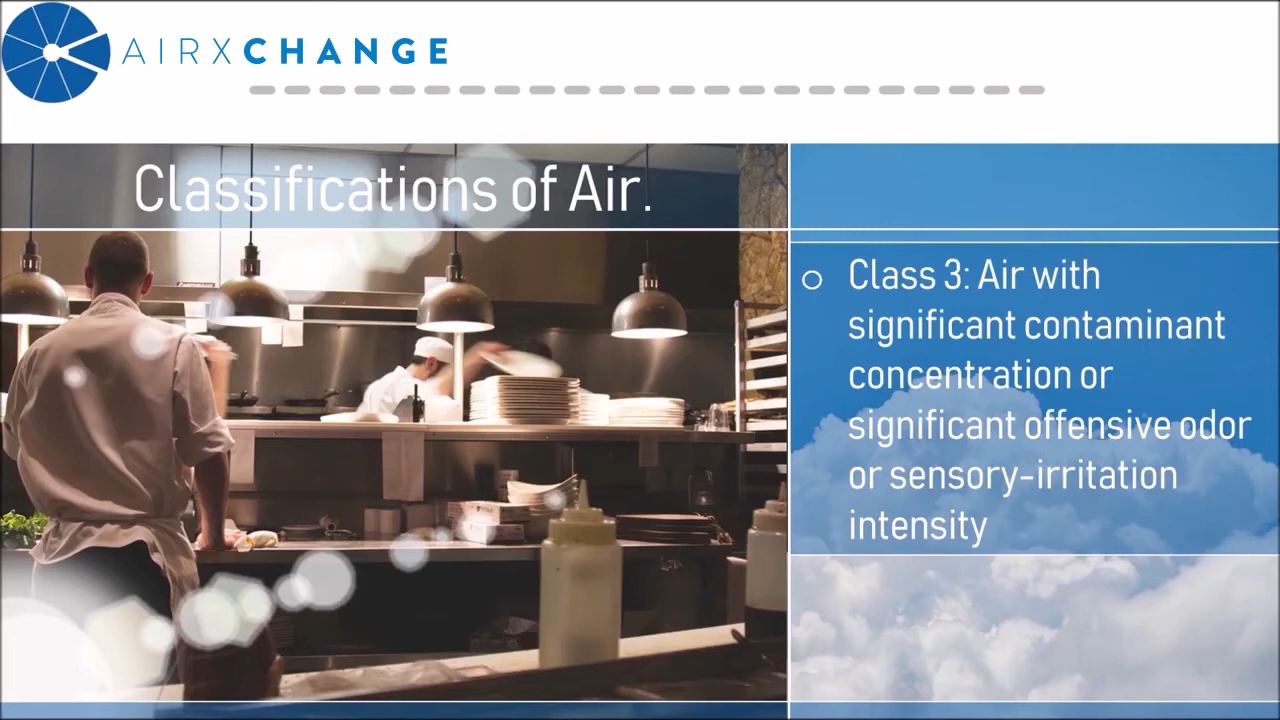 AIRXCHANGE
Classifications of Air.
Class 3: Air with
significant contaminant
concentration or
significant offensive odor
or sensory-irritation
intensity